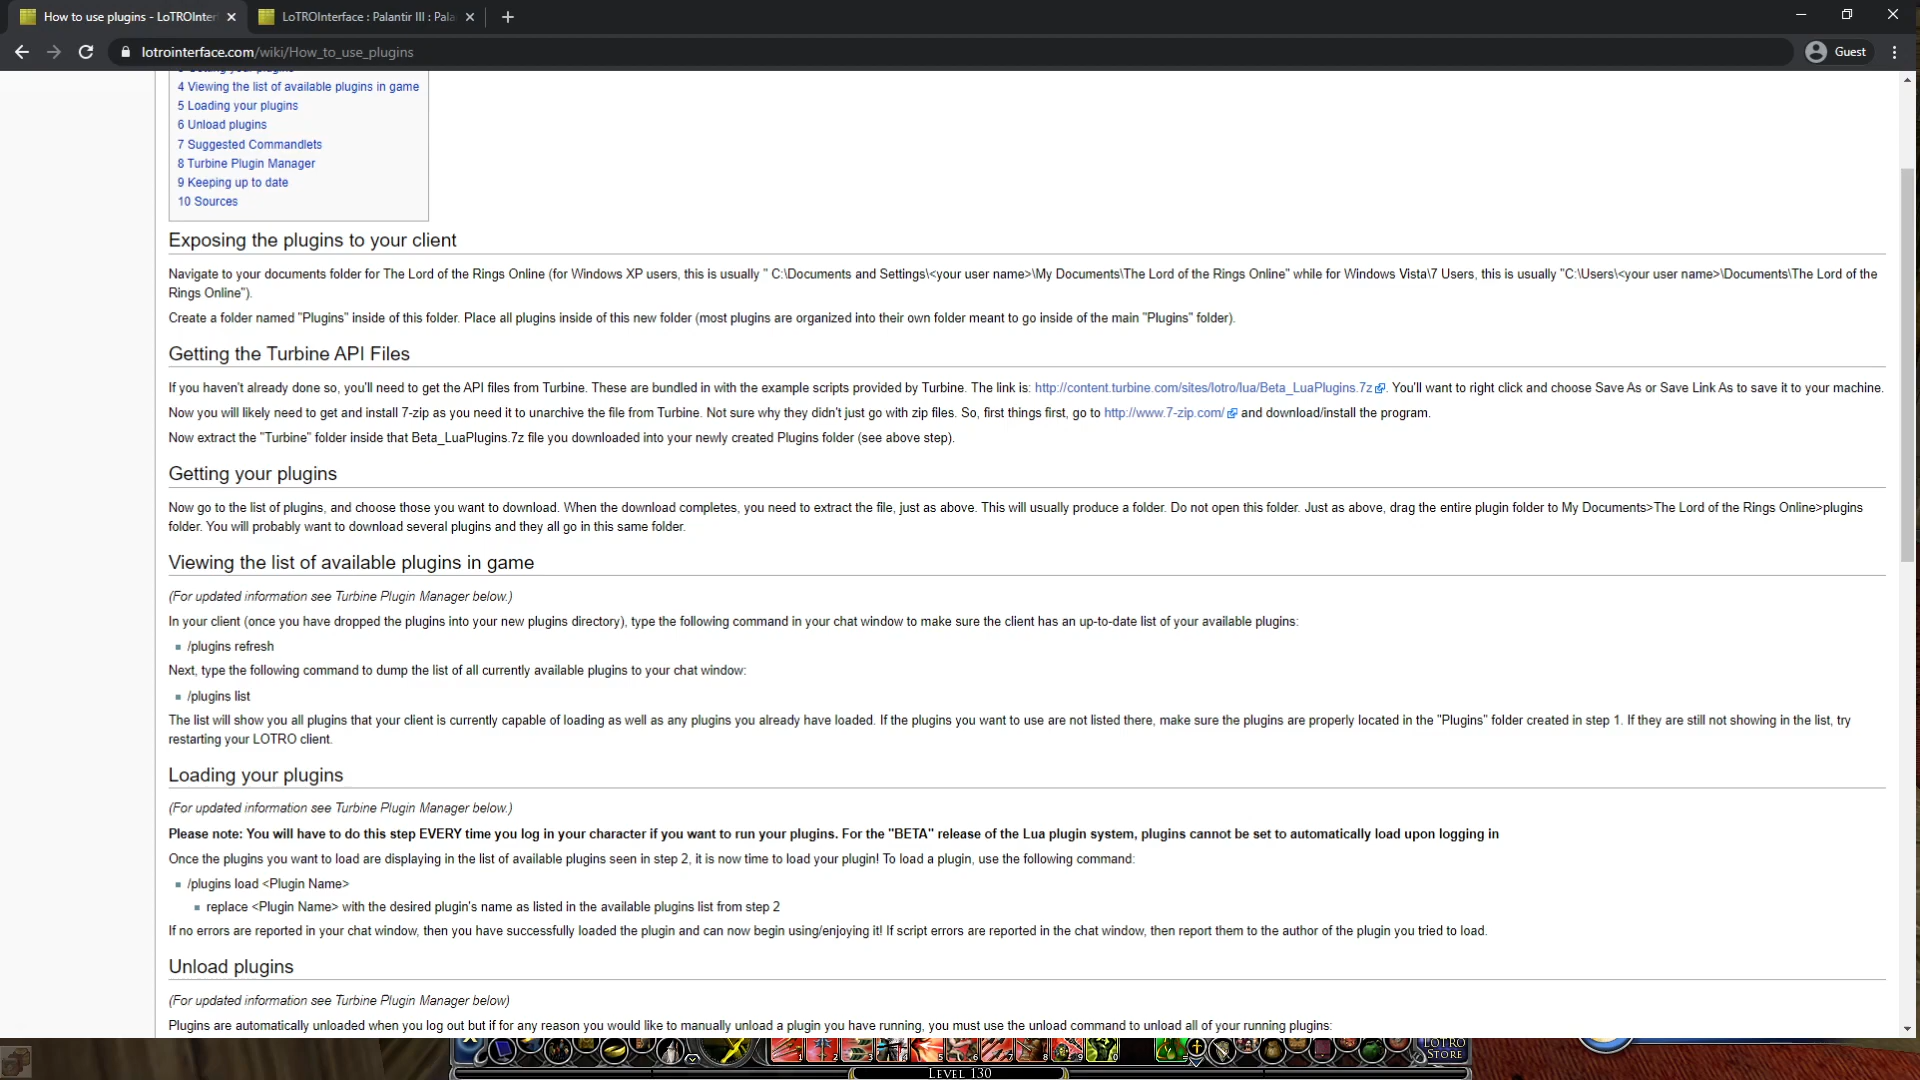 How to use plugins - LoTROInter
LoTROInterface : Palantir III : Pala
lotrointerface.com/wiki/How_to_use_plugins
Guest
4 Viewing the list of available plugins in game
5 Loading your plugins
6 Unload plugins
7 Suggested Commandlets
8 Turbine Plugin Manager
9 Keeping up to date
10 Sources
Exposing the plugins to your client
Navigate to your documents folder for The Lord of the Rings Online (for Windows XP users, this is usually " C:\Documents and Settings\<your user name>\My Documents\The Lord of the Rings Online" while for Windows Vista\7 Users, this is usually "C:\Users\<your user name>\Documents\The Lord of the
Rings Online").
Create a folder named "Plugins" inside of this folder. Place all plugins inside of this new folder (most plugins are organized into their own folder meant to go inside of the main "Plugins" folder).
Getting the Turbine API Files
If you haven't already done so, you'll need to get the API files from Turbine. These are bundled in with the example scripts provided by Turbine. The link is: http://content.turbine.com/sites/lotro/lua/Beta_LuaPlugins.7z. You'll want to right click and choose Save As or Save Link As to save it to your machine.
Now you will likely need to get and install 7-zip as you need it to unarchive the file from Turbine. Not sure why they didn't just go with zip files. So, first things first, go to http://www.7-zip.com/ and download/install the program.
Now extract the "Turbine" folder inside that Beta_LuaPlugins.7z file you downloaded into your newly created Plugins folder (see above step).
Getting your plugins
Now go to the list of plugins, and choose those you want to download. When the download completes, you need to extract the file, just as above. This will usually produce a folder. Do not open this folder. Just as above, drag the entire plugin folder to My Documents>The Lord of the Rings Online>plugins
folder. You will probably want to download several plugins and they all go in this same folder.
Viewing the list of available plugins in game
(For updated information see Turbine Plugin Manager below.)
In your client (once you have dropped the plugins into your new plugins directory), type the following command in your chat window to make sure the client has an up-to-date list of your available plugins:
/plugins refresh
Next, type the following command to dump the list of all currently available plugins to your chat window:
/plugins list
The list will show you all plugins that your client is currently capable of loading as well as any plugins you already have loaded. If the plugins you want to use are not listed there, make sure the plugins are properly located in the "Plugins" folder created in step 1. If they are still not showing in the list, try
restarting your LOTRO client.
Loading your plugins
(For updated information see Turbine Plugin Manager below.)
Please note: You will have to do this step EVERY time you log in your character if you want to run your plugins. For the "BETA" release of the Lua plugin system, plugins cannot be set to automatically load upon logging in
Once the plugins you want to load are displaying in the list of available plugins seen in step 2, it is now time to load your plugin! To load a plugin, use the following command:
/plugins load <Plugin Name>
replace <Plugin Name> with the desired plugin's name as listed in the available plugins list from step 2
If no errors are reported in your chat window, then you have successfully loaded the plugin and can now begin using/enjoying it! If script errors are reported in the chat window, then report them to the author of the plugin you tried to load.
Unload plugins
(For updated information see Turbine Plugin Manager below)
Plugins are automatically unloaded when you log out but if for any reason you would like to manually unload a plugin you have running, you must use the unload command to unload all of your running plugins:
1 2 3 4 5 6 7 8 9 0
LOTRO
STORE
LEVEL 130